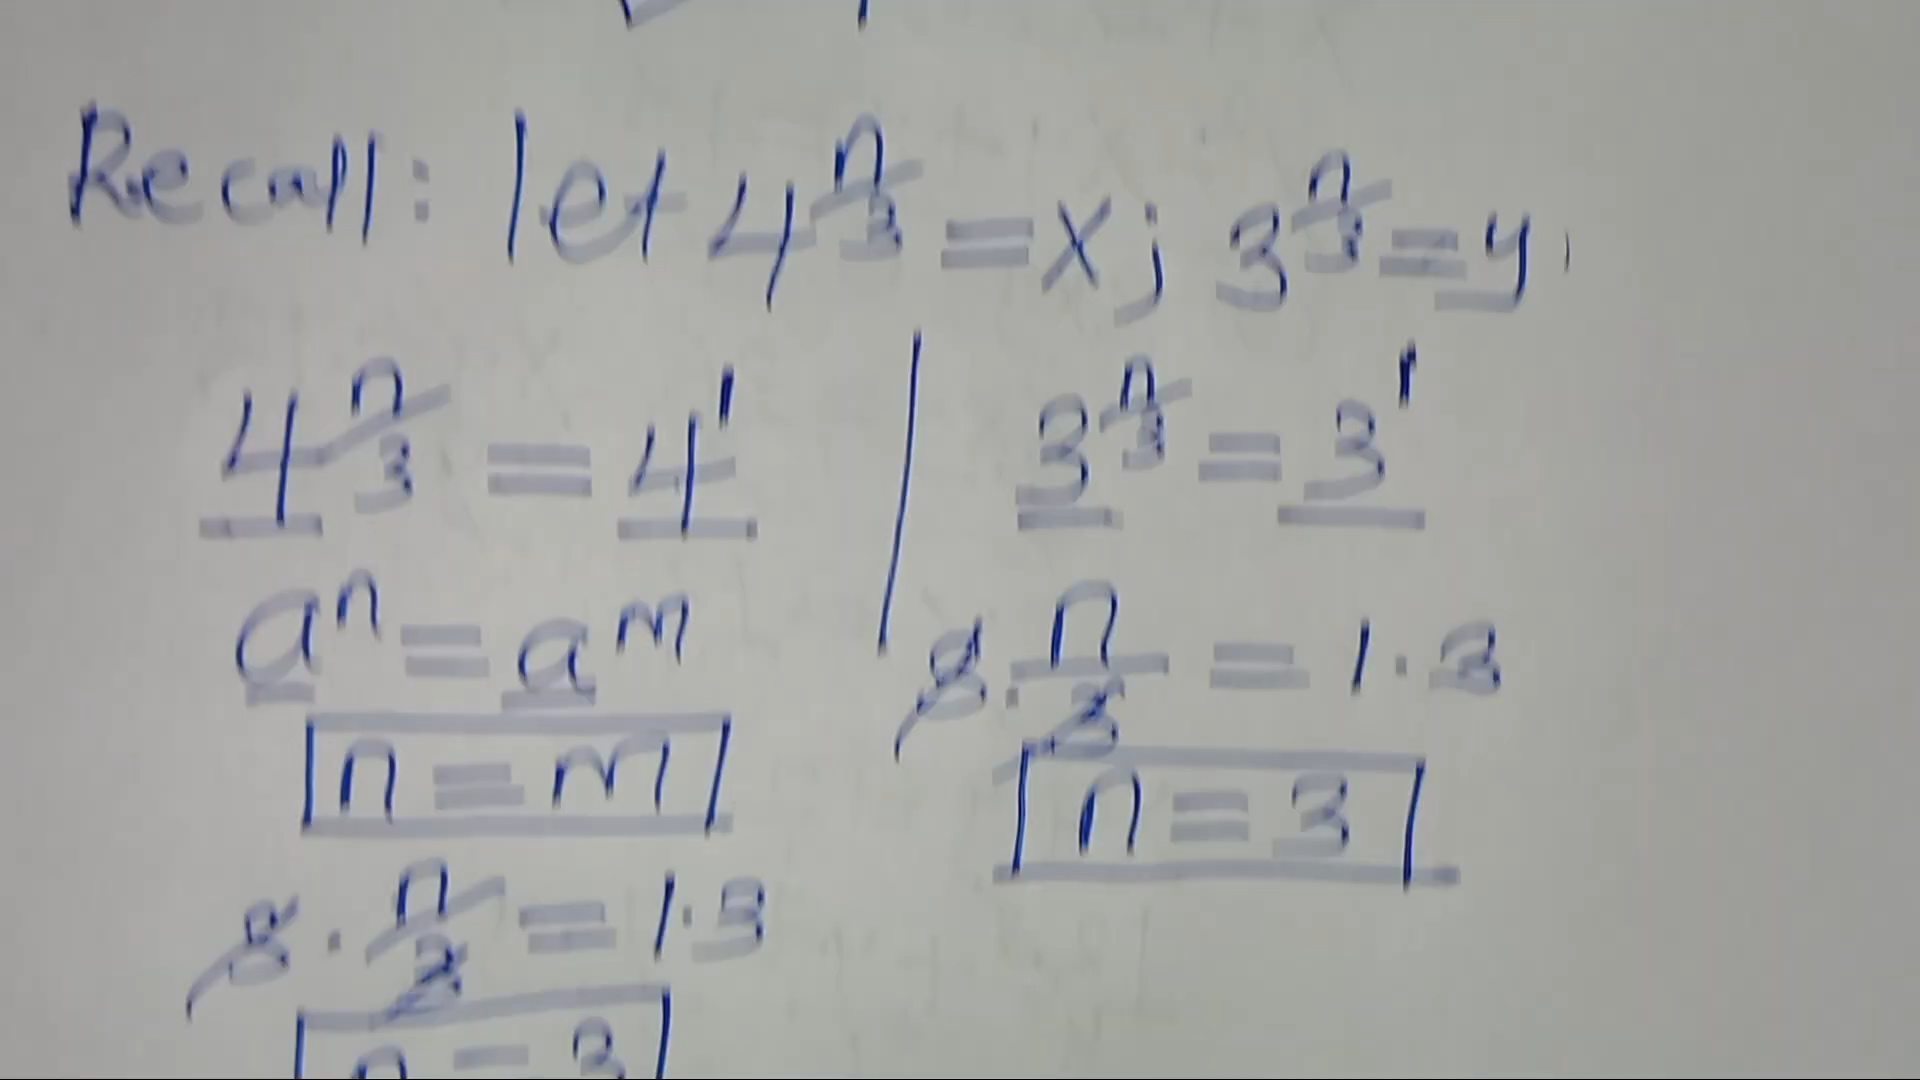 Recall: let 4^(n/3) = x; 3^(n/3) = y.
4^(n/3) = 4^1
a^n = a^m
n = m
3 · n/3 = 1 · 3
n = 3
3^(n/3) = 3^1
3 · n/3 = 1 · 3
n = 3